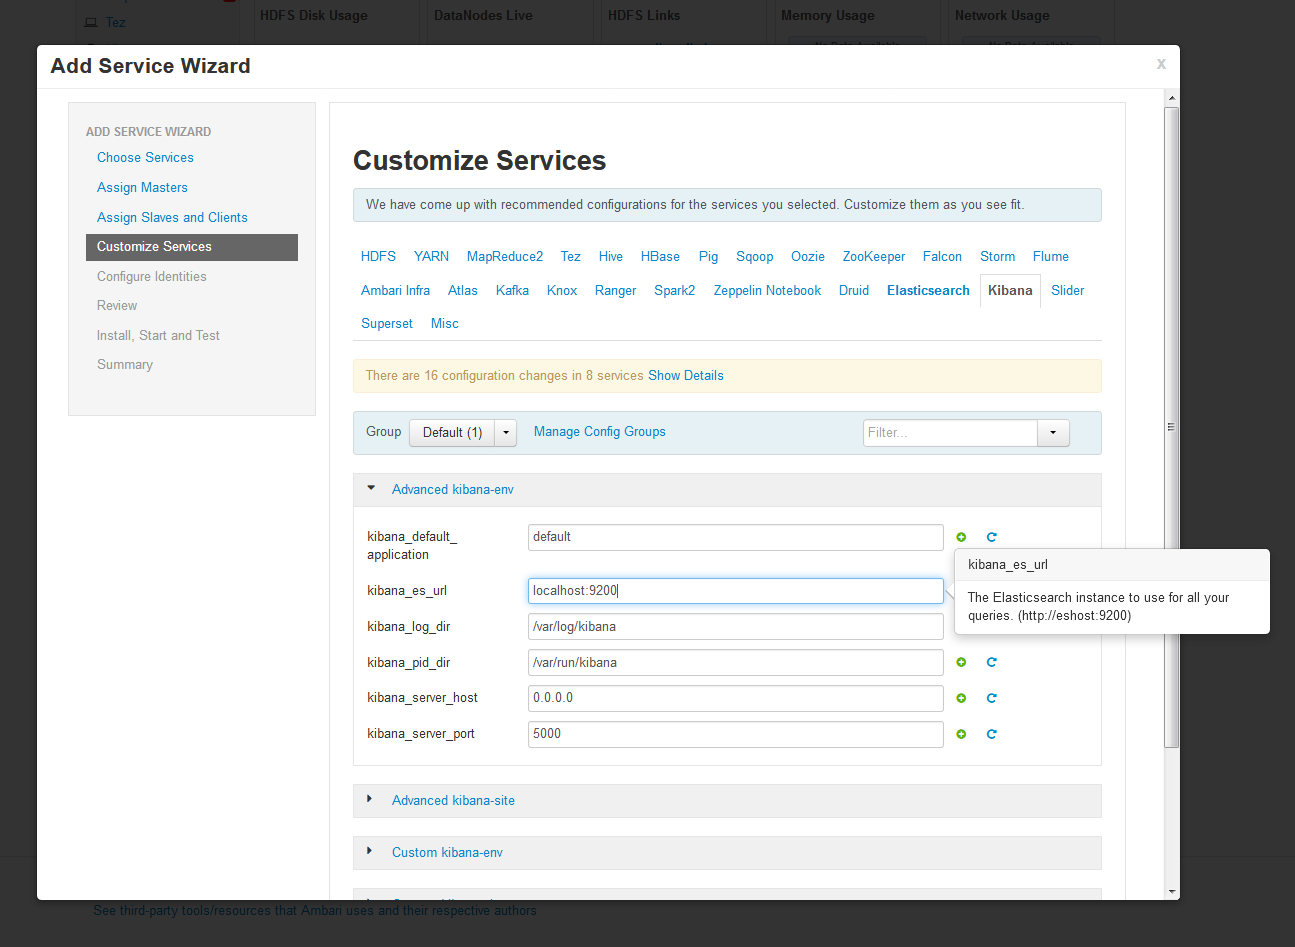 HDFS Disk Usage
DataNodes Live
HDFS Links
Memory Usage
Network Usage
Tez
No Data Available
No Data Available
Add Service Wizard
x
ADD SERVICE WIZARD
Choose Services
Assign Masters
Assign Slaves and Clients
Customize Services
Configure Identities
Review
Install, Start and Test
Summary
Customize Services
We have come up with recommended configurations for the services you selected. Customize them as you see fit.
HDFS YARN MapReduce2 Tez Hive HBase Pig Sqoop Oozie ZooKeeper Falcon Storm Flume
Ambari Infra Atlas Kafka Knox Ranger Spark2 Zeppelin Notebook Druid Elasticsearch Kibana Slider
Superset Misc
There are 16 configuration changes in 8 services Show Details
Group Default (1) Manage Config Groups Filter...
Advanced kibana-env
kibana_default_
application
default
kibana_es_url localhost:9200
kibana_es_url
The Elasticsearch instance to use for all your
queries. (http://eshost:9200)
kibana_log_dir /var/log/kibana
kibana_pid_dir /var/run/kibana
kibana_server_host 0.0.0.0
kibana_server_port 5000
Advanced kibana-site
Custom kibana-env
See third-party tools/resources that Ambari uses and their respective authors